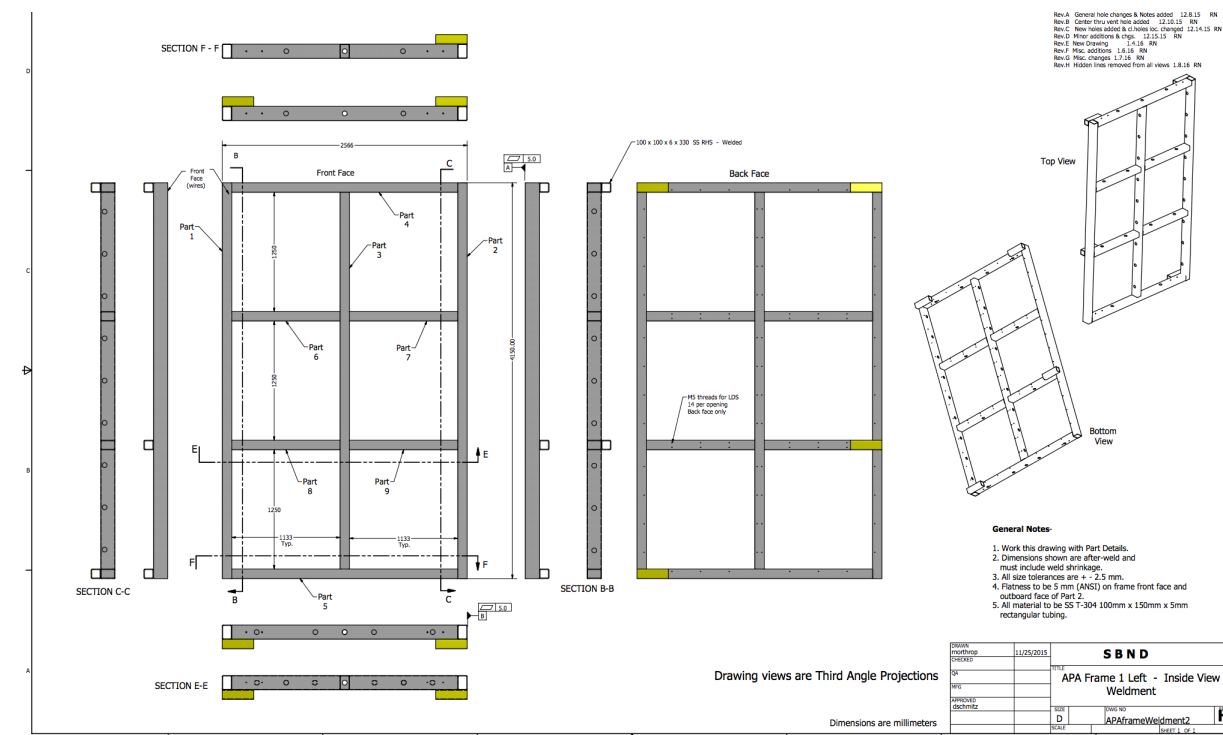 Rev.A General hole changes & Notes added 12.8.15 RN
Rev.B Center thru vent hole added 12.10.15 RN
Rev.C New holes added & cl.holes loc. changed 12.14.15 RN
Rev.D Minor additions & chgs. 12.15.15 RN
Rev.E New Drawing 1.4.16 RN
Rev.F Misc. additions 1.6.16 RN
Rev.G Misc. changes 1.7.16 RN
Rev.H Hidden lines removed from all views 1.8.16 RN
D
SECTION F - F
2566
100 x 100 x 6 x 330 SS RHS - Welded
B
C
5.0
A
Top View
Front
Face
(wires)
Front Face
Back Face
Part
1
Part
4
Part
3
Part
2
1250
C
Part
6
Part
7
4150.00
1250
M5 threads for LDS
14 per opening
Back face only
Bottom
View
E
E
B
Part
8
Part
9
1250
1133
Typ.
1133
Typ.
F
F
SECTION C-C
SECTION B-B
B
C
Part
5
5.0
B
General Notes-
1. Work this drawing with Part Details.
2. Dimensions shown are after-weld and
must include weld shrinkage.
3. All size tolerances are + - 2.5 mm.
4. Flatness to be 5 mm (ANSI) on frame front face and
outboard face of Part 2.
5. All material to be SS T-304 100mm x 150mm x 5mm
rectangular tubing.
A
SECTION E-E
Drawing views are Third Angle Projections
Dimensions are millimeters
DRAWN
morthrop
11/25/2015
CHECKED
QA
MFG
APPROVED
dschmitz
SBND
TITLE
APA Frame 1 Left - Inside View
Weldment
SIZE
D
DWG NO
APAframeWeldment2
H
SCALE
SHEET 1 OF 1